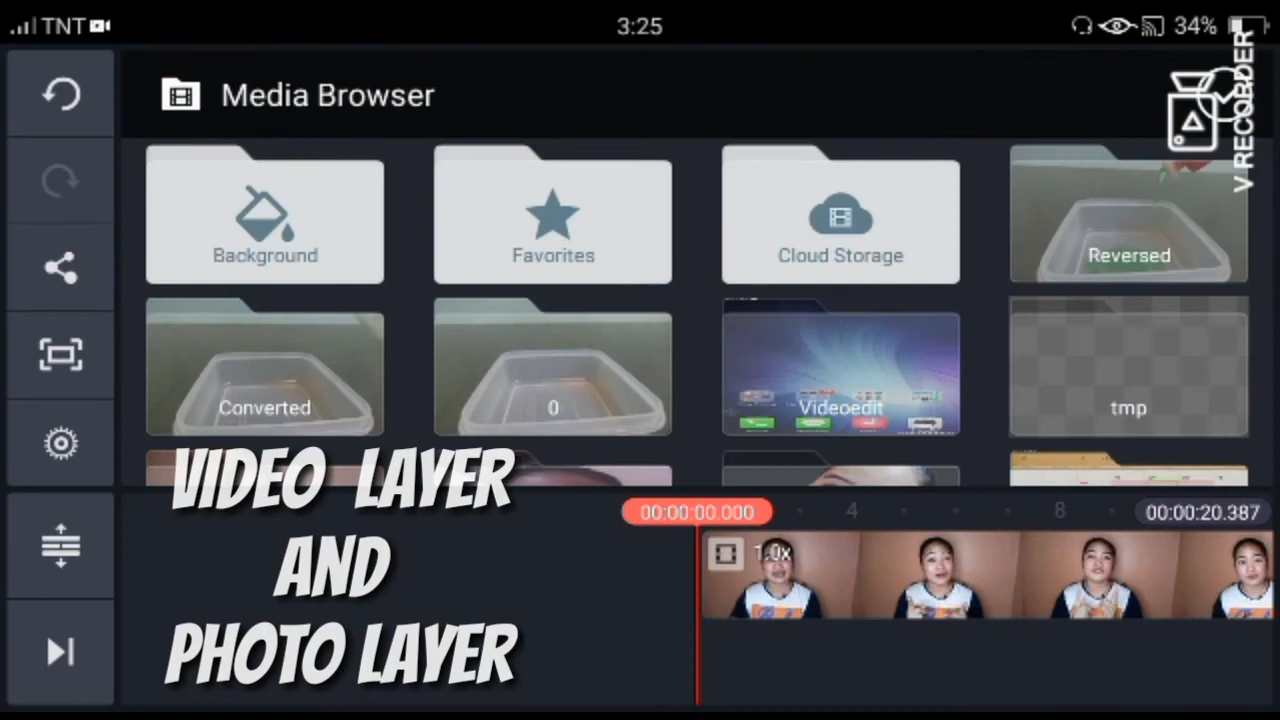 TNT
3:25
34%
V RECORDER
Media Browser
Background
Favorites
Cloud Storage
Reversed
Converted
0
Videoedit
tmp
VIDEO LAYER
AND
PHOTO LAYER
00:00:00.000
4
8
00:00:20.387
1.0x